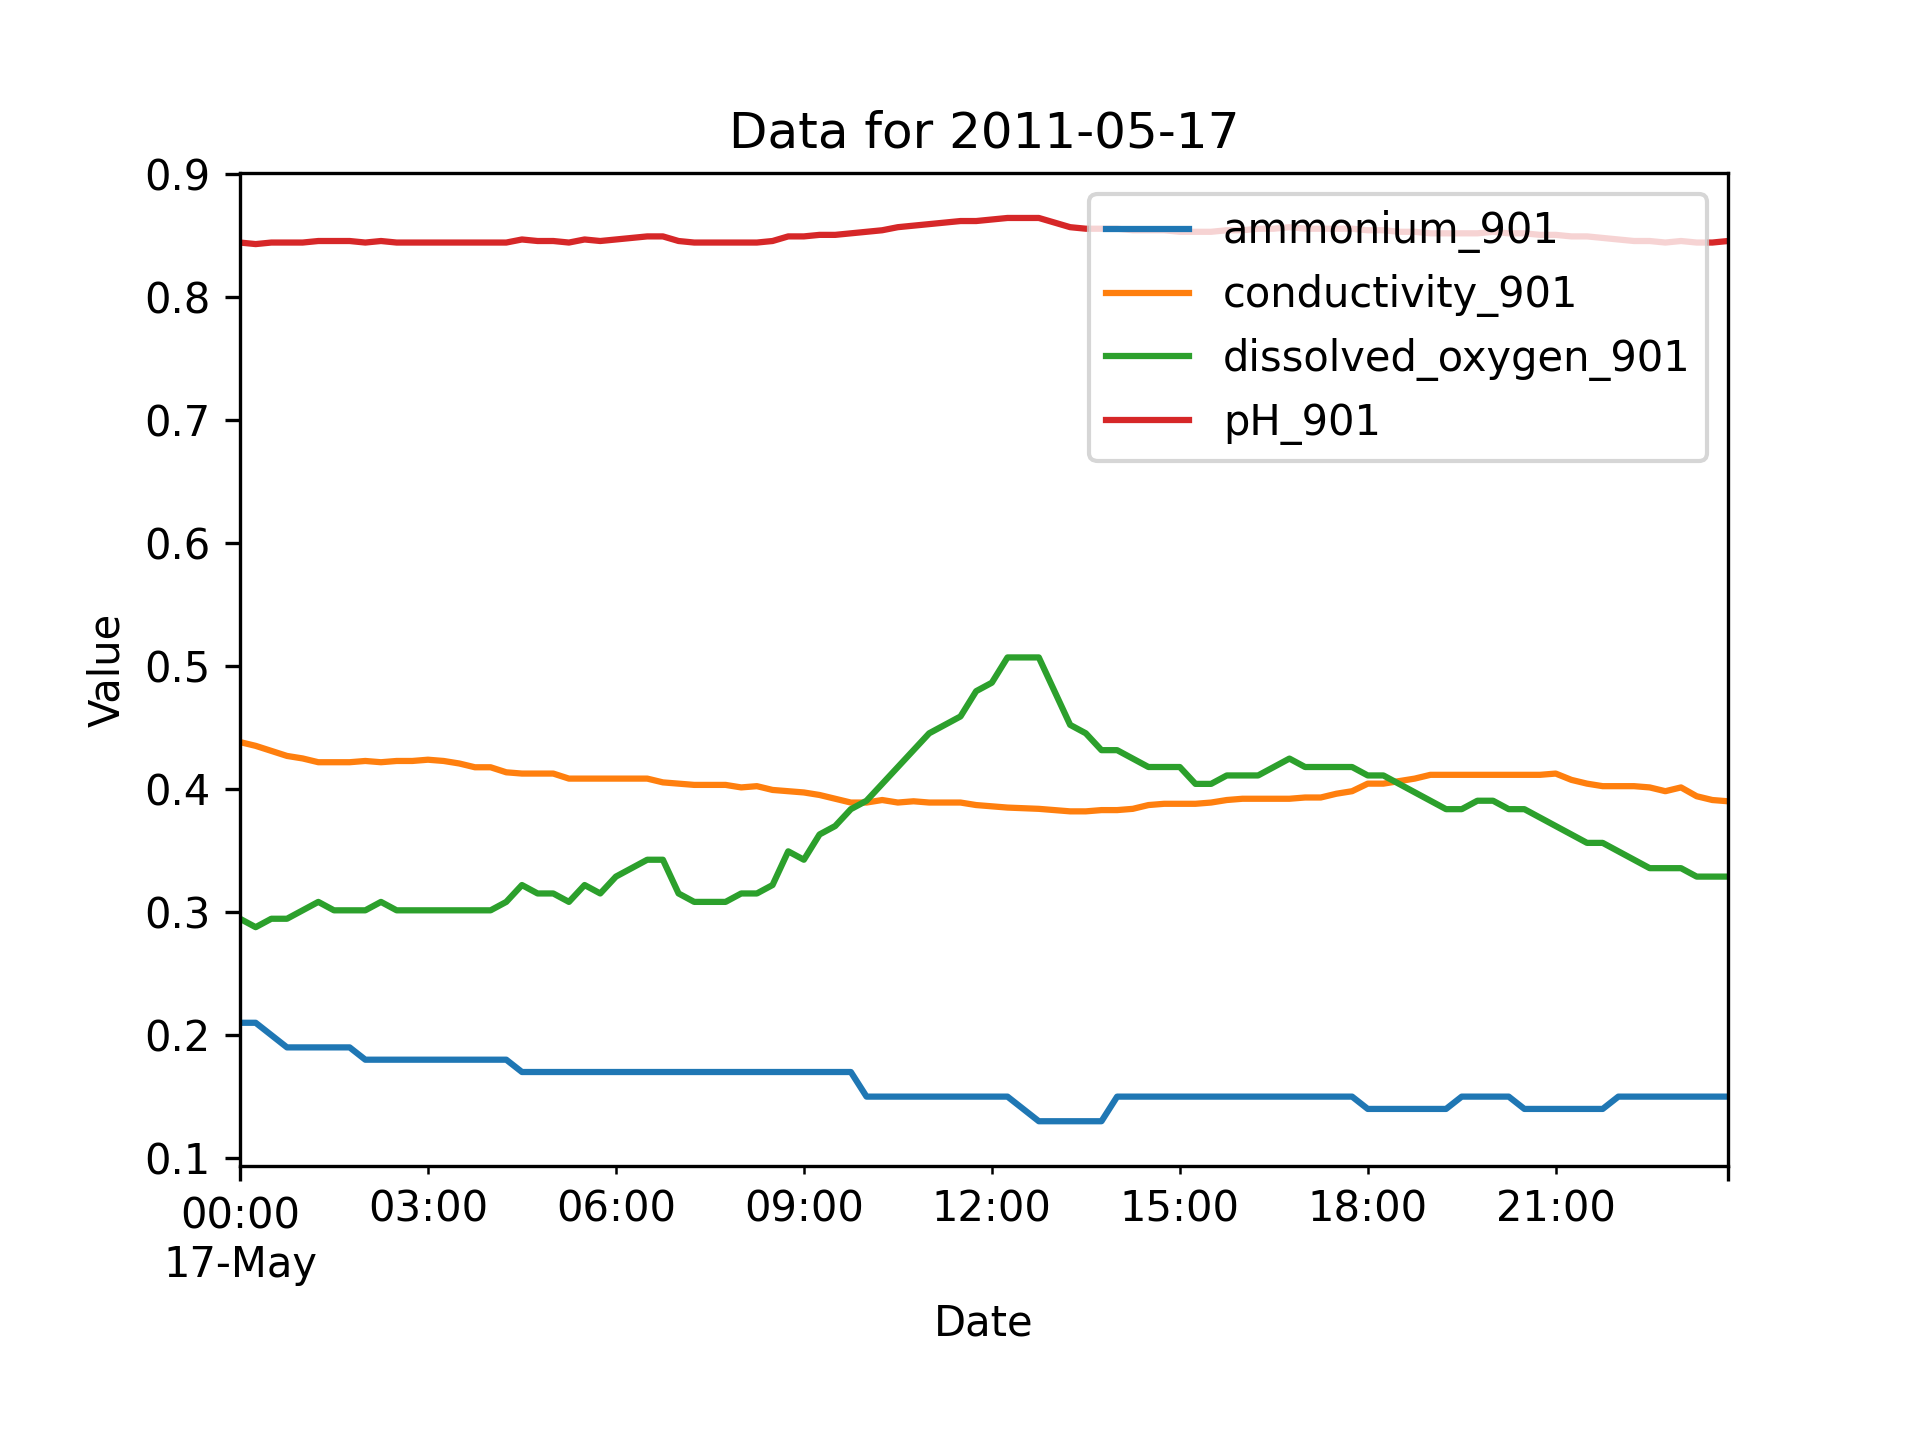 Data for 2011-05-17
0.9
0.8
0.7
0.6
0.5
0.4
0.3
0.2
0.1
Value
ammonium_901
conductivity_901
dissolved_oxygen_901
pH_901
00:00
17-May
03:00
06:00
09:00
12:00
15:00
18:00
21:00
Date